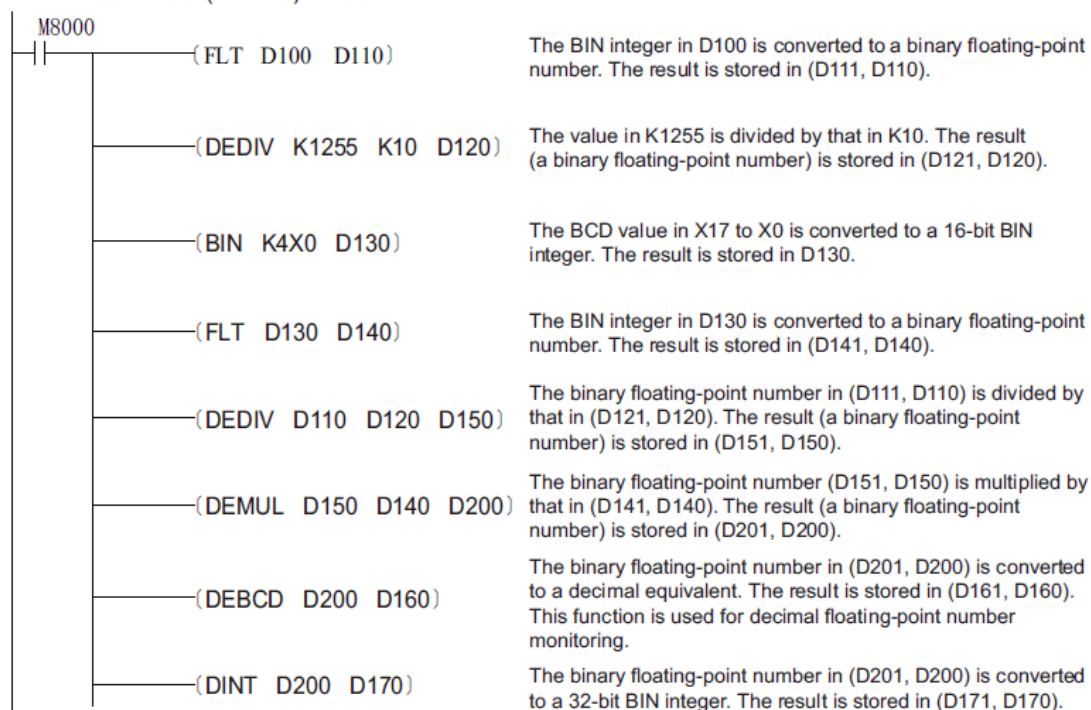 M8000
(FLT D100 D110)
The BIN integer in D100 is converted to a binary floating-point
number. The result is stored in (D111, D110).
(DEDIV K1255 K10 D120)
The value in K1255 is divided by that in K10. The result
(a binary floating-point number) is stored in (D121, D120).
(BIN K4X0 D130)
The BCD value in X17 to X0 is converted to a 16-bit BIN
integer. The result is stored in D130.
(FLT D130 D140)
The BIN integer in D130 is converted to a binary floating-point
number. The result is stored in (D141, D140).
(DEDIV D110 D120 D150)
The binary floating-point number in (D111, D110) is divided by
that in (D121, D120). The result (a binary floating-point
number) is stored in (D151, D150).
(DEMUL D150 D140 D200)
The binary floating-point number (D151, D150) is multiplied by
that in (D141, D140). The result (a binary floating-point
number) is stored in (D201, D200).
(DEBCD D200 D160)
The binary floating-point number in (D201, D200) is converted
to a decimal equivalent. The result is stored in (D161, D160).
This function is used for decimal floating-point number
monitoring.
(DINT D200 D170)
The binary floating-point number in (D201, D200) is converted
to a 32-bit BIN integer. The result is stored in (D171, D170).